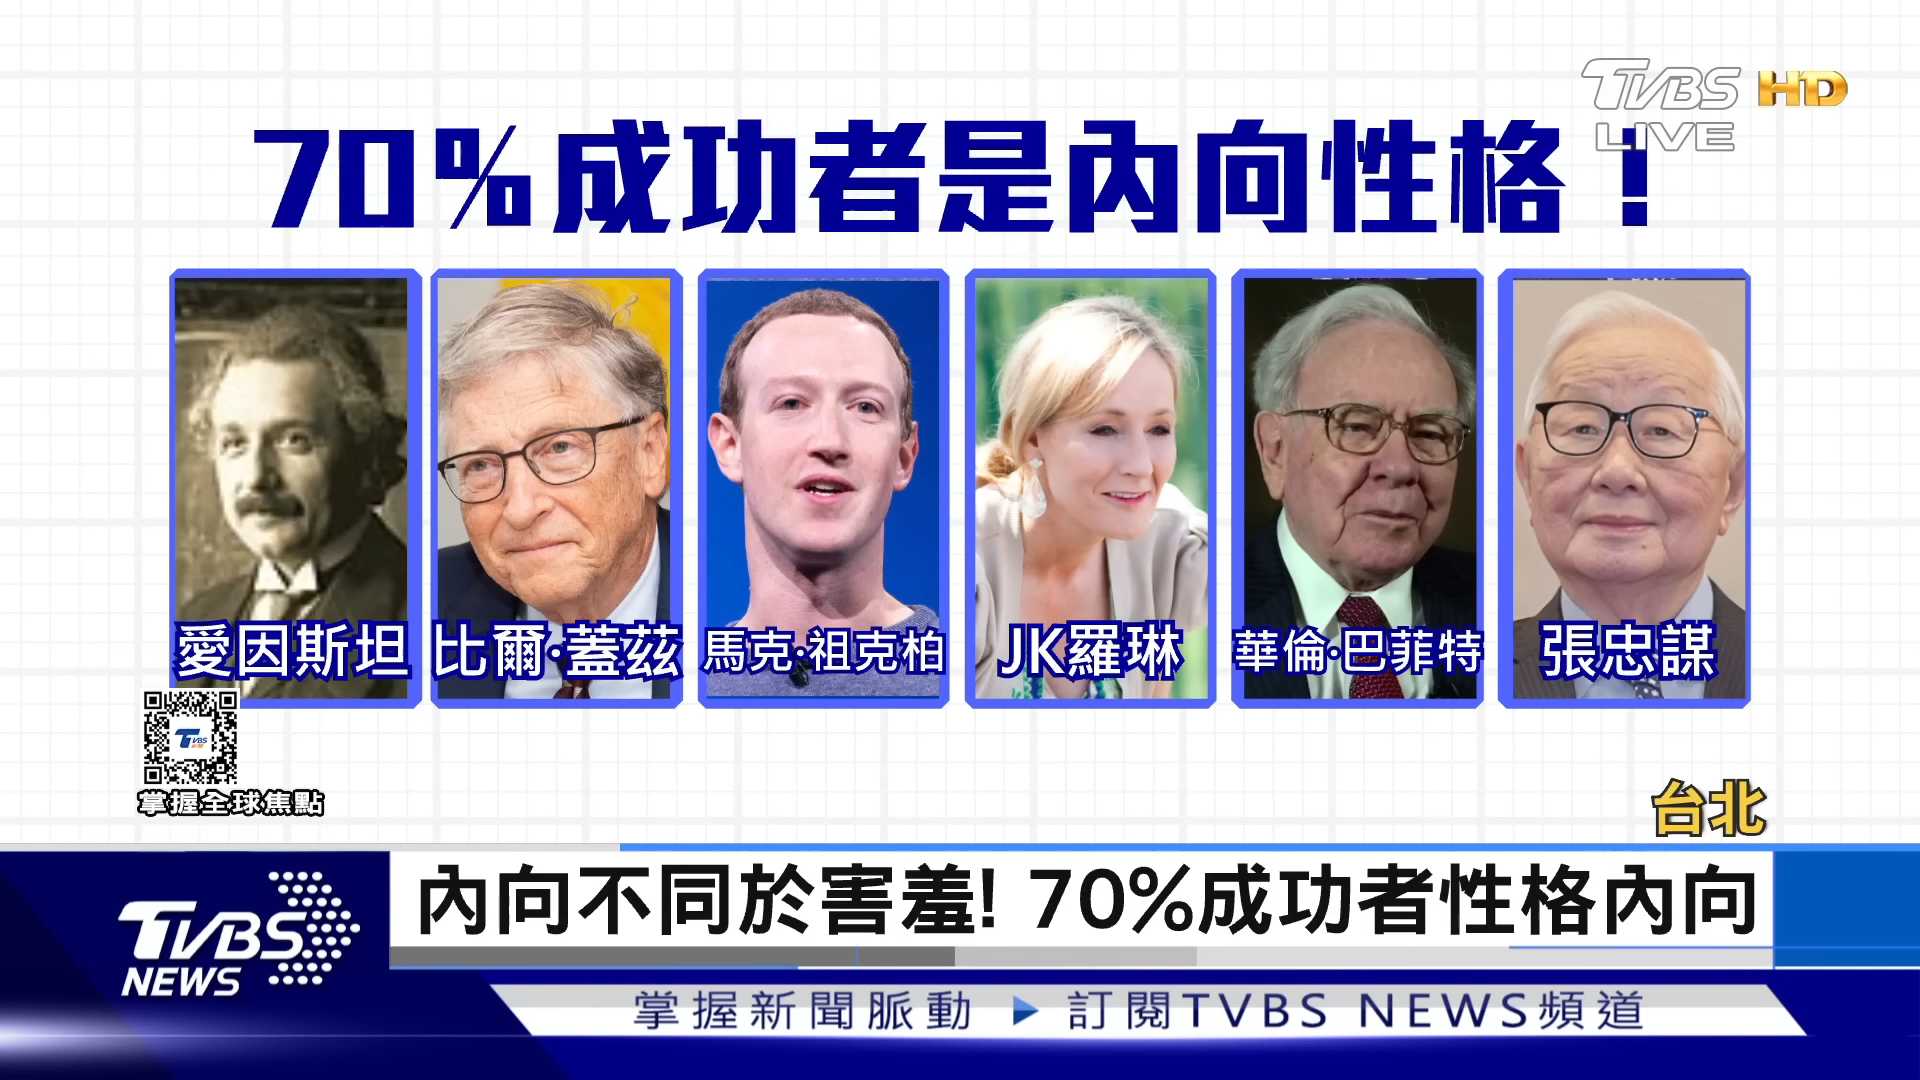 TVBS HD
LIVE
70%成功者是內向性格！
愛因斯坦
比爾·蓋茲
馬克·祖克柏
JK羅琳
華倫·巴菲特
張忠謀
TVBS
掌握全球焦點
台北
內向不同於害羞! 70%成功者性格內向
TVBS
NEWS
掌握新聞脈動 ▶ 訂閱TVBS NEWS頻道